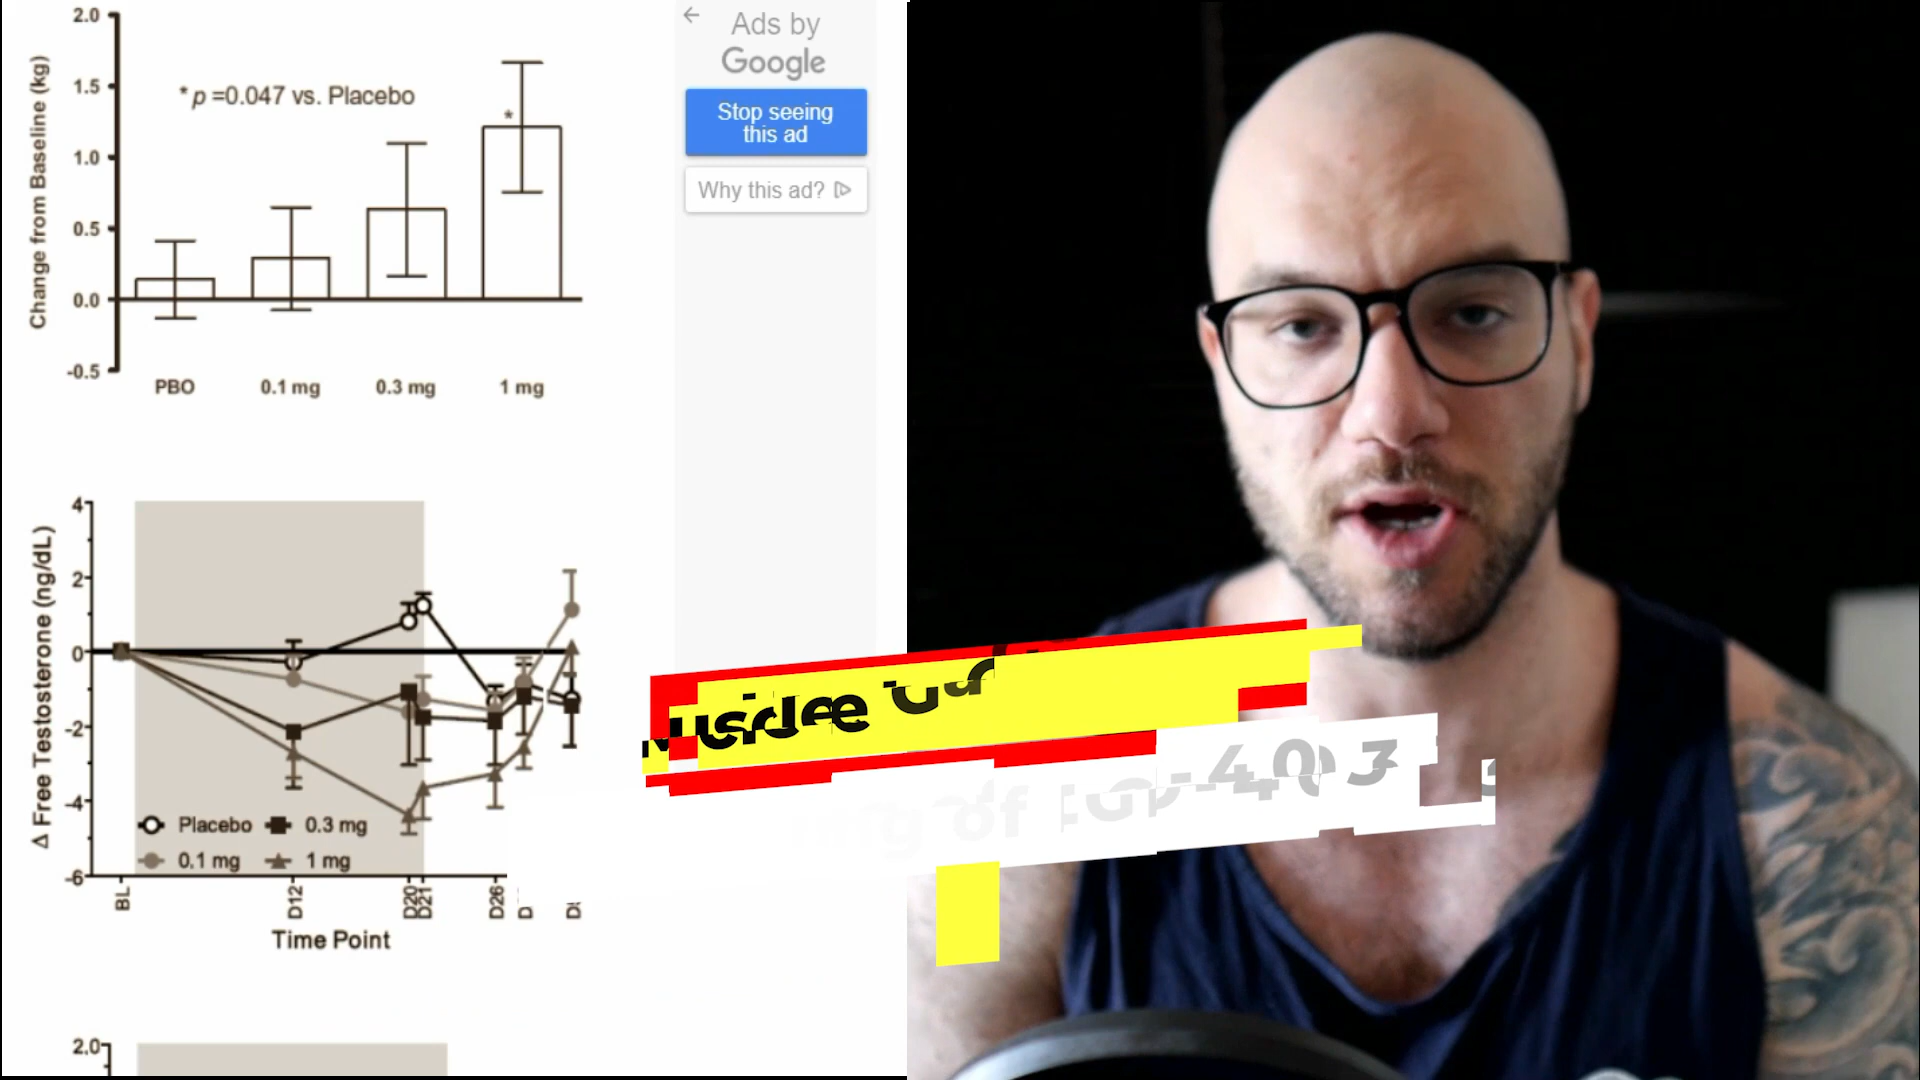 2.0
1.5
1.0
0.5
0.0
-0.5
Change from Baseline (kg)
* p =0.047 vs. Placebo
*
PBO 0.1 mg 0.3 mg 1 mg
Ads by
Google
Stop seeing
this ad
Why this ad?
4
2
0
-2
-4
-6
Δ Free Testosterone (ng/dL)
Placebo 0.3 mg
0.1 mg 1 mg
BL D12 D20 D21 D26
Time Point
2.0
of